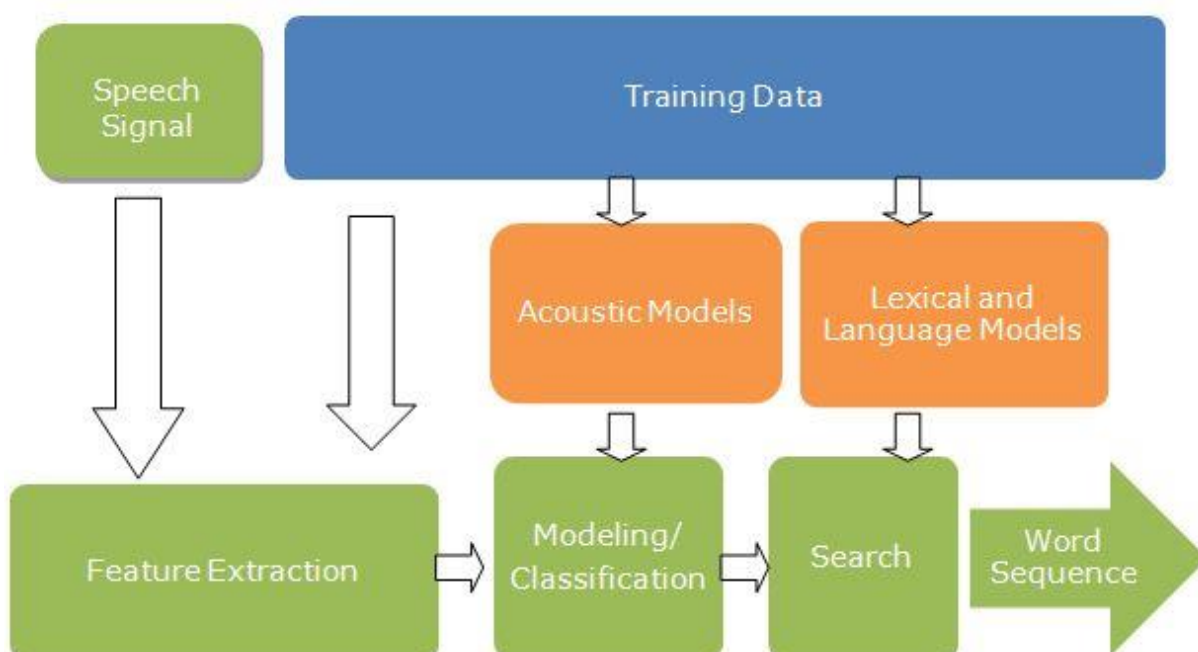 Speech
Signal
Training Data
Acoustic Models
Lexical and
Language Models
Feature Extraction
Modeling/
Classification
Search
Word
Sequence